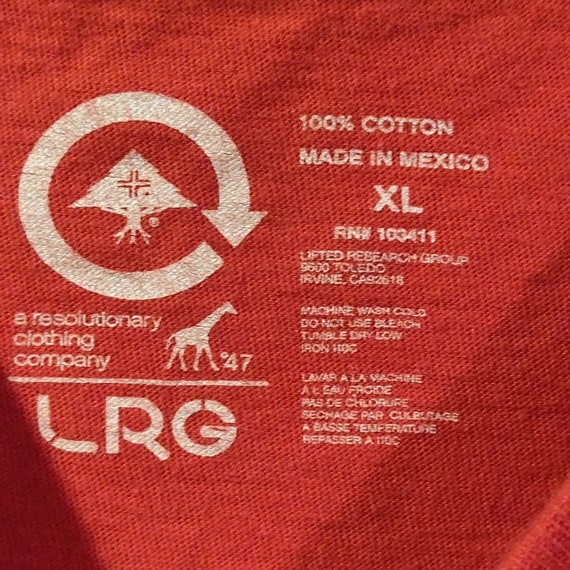 100% COTTON
MADE IN MEXICO
XL
RN# 103411
LIFTED RESEARCH GROUP
9600 TOLEDO
IRVINE, CA92618
MACHINE WASH COLD
DO NOT USE BLEACH
TUMBLE DRY LOW
IRON 110C
LAVAR A LA MACHINE
A L EAU FROIDE
PAS DE CHLORURE
SECHAGE PAR CULBUTAGE
A BASSE TEMPERATURE
REPASSER A 110C
®
a resolutionary
clothing
company
'47
LRG